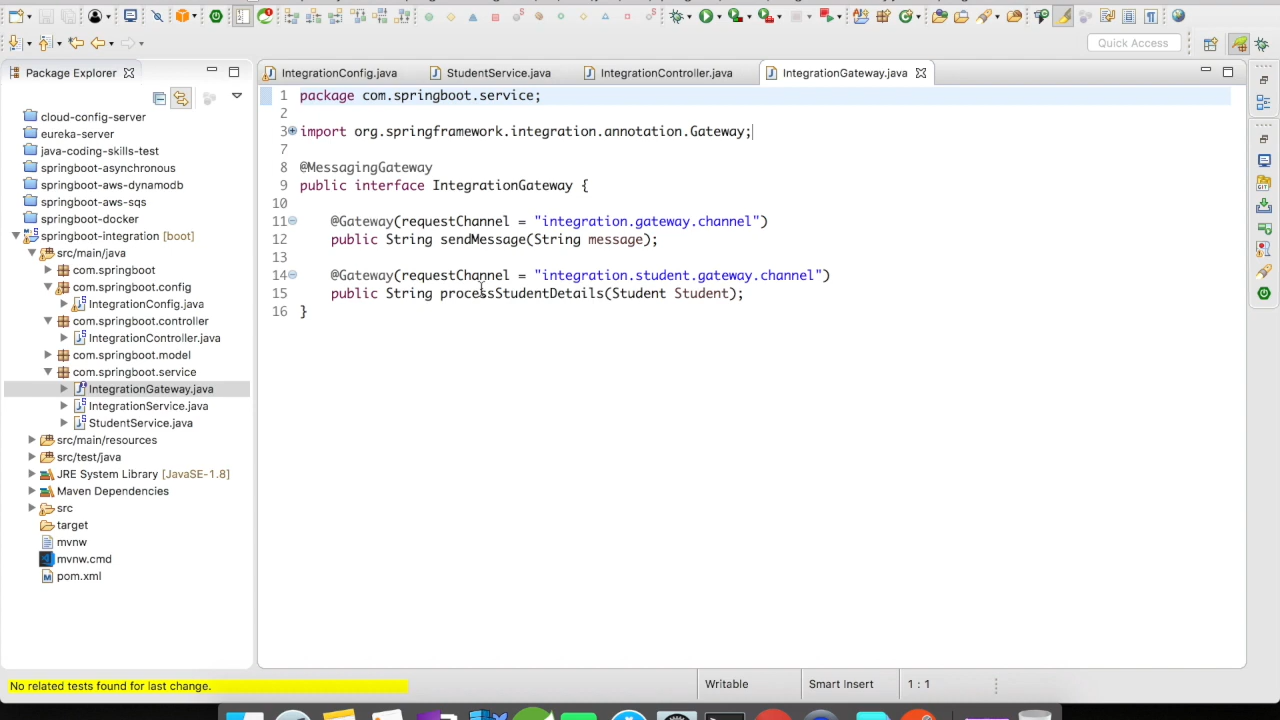 Quick Access
Package Explorer
IntegrationConfig.java
StudentService.java
IntegrationController.java
IntegrationGateway.java
cloud-config-server
eureka-server
java-coding-skills-test
springboot-asynchronous
springboot-aws-dynamodb
springboot-aws-sqs
springboot-docker
springboot-integration [boot]
src/main/java
com.springboot
com.springboot.config
IntegrationConfig.java
com.springboot.controller
IntegrationController.java
com.springboot.model
com.springboot.service
IntegrationGateway.java
IntegrationService.java
StudentService.java
src/main/resources
src/test/java
JRE System Library [JavaSE-1.8]
Maven Dependencies
src
target
mvnw
mvnw.cmd
pom.xml
1 package com.springboot.service;
2
3 import org.springframework.integration.annotation.Gateway;
7
8 @MessagingGateway
9 public interface IntegrationGateway {
10
11 @Gateway(requestChannel = "integration.gateway.channel")
12 public String sendMessage(String message);
13
14 @Gateway(requestChannel = "integration.student.gateway.channel")
15 public String processStudentDetails(Student Student);
16 }
No related tests found for last change.
Writable
Smart Insert
1 : 1